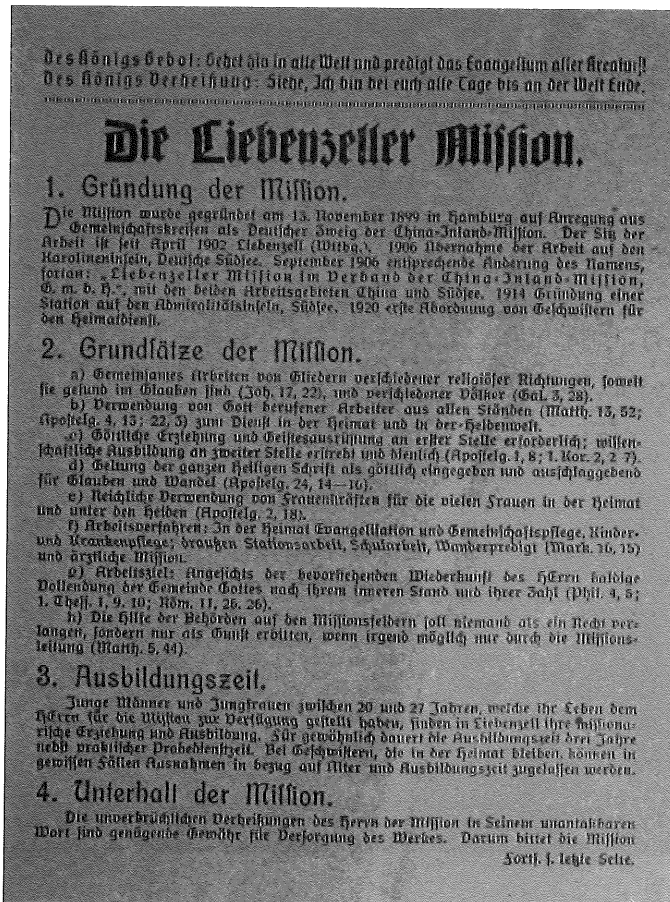 Des Königs Gebot: Gehet hin in alle Welt und predigt das Evangelium aller Kreatur!
Des Königs Verheißung: Siehe, Ich bin bei euch alle Tage bis an der Welt Ende.
Die Liebenzeller Mission.
1. Gründung der Mission.
Die Mission wurde gegründet am 13. November 1899 in Hamburg auf Anregung aus
Gemeinschaftskreisen als Deutscher Zweig der China-Inland-Mission. Der Sitz der
Arbeit ist seit April 1902 Liebenzell (Wttbg.). 1906 Übernahme der Arbeit auf den
Karolineninseln, Deutsche Südsee. September 1906 entsprechende Änderung des Namens,
fortan: „Liebenzeller Mission im Verband der China-Inland-Mission,
G. m. b. H.“, mit den beiden Arbeitsgebieten China und Südsee. 1914 Gründung einer
Station auf den Admiralitätsinseln, Südsee. 1920 erste Abordnung von Geschwistern für
den Heimatdienst.
2. Grundsätze der Mission.
a) Gemeinsames Arbeiten von Gliedern verschiedener religiöser Richtungen, soweit
sie gesund im Glauben sind (Joh. 17, 22), und verschiedener Völker (Gal. 3, 28).
b) Verwendung von Gott berufener Arbeiter aus allen Ständen (Matth. 13, 52;
Apostelg. 4, 13; 22, 3) zum Dienst in der Heimat und in der Heidenwelt.
c) Göttliche Erziehung und Geistesausrüstung an erster Stelle erforderlich; wissen-
schaftliche Ausbildung an zweiter Stelle erstrebt und dienlich (Apostelg. 1, 8; 1. Kor. 2, 2 7).
d) Geltung der ganzen Heiligen Schrift als göttlich eingegeben und ausschlaggebend
für Glauben und Wandel (Apostelg. 24, 14—16).
e) Reichliche Verwendung von Frauenkräften für die vielen Frauen in der Heimat
und unter den Heiden (Apostelg. 2, 18).
f) Arbeitsverfahren: In der Heimat Evangelisation und Gemeinschaftspflege, Kinder-
und Krankenpflege; draußen Stationsarbeit, Schularbeit, Wanderpredigt (Mark. 16, 15)
und ärztliche Mission.
g) Arbeitsziel: Angesichts der bevorstehenden Wiederkunft des HErrn baldige
Vollendung der Gemeinde Gottes nach ihrem inneren Stand und ihrer Zahl (Phil. 4, 5;
1. Thess. 1, 9. 10; Röm. 11, 25. 26).
h) Die Hilfe der Behörden auf den Missionsfeldern soll niemand als ein Recht ver-
langen, sondern nur als Gunst erbitten, wenn irgend möglich nur durch die Missions-
leitung (Matth. 5, 44).
3. Ausbildungszeit.
Junge Männer und Jungfrauen zwischen 20 und 27 Jahren, welche ihr Leben dem
HErrn für die Mission zur Verfügung gestellt haben, finden in Liebenzell ihre missiona-
rische Erziehung und Ausbildung. Für gewöhnlich dauert die Ausbildungszeit drei Jahre
nebst praktischer Probedienstzeit. Bei Geschwistern, die in der Heimat bleiben, können in
gewissen Fällen Ausnahmen in bezug auf Alter und Ausbildungszeit zugelassen werden.
4. Unterhalt der Mission.
Die unverbrüchlichen Verheißungen des Herrn der Mission in Seinem unantastbaren
Wort sind genügende Gewähr für Versorgung des Werkes. Darum bittet die Mission
Forts. s. letzte Seite.